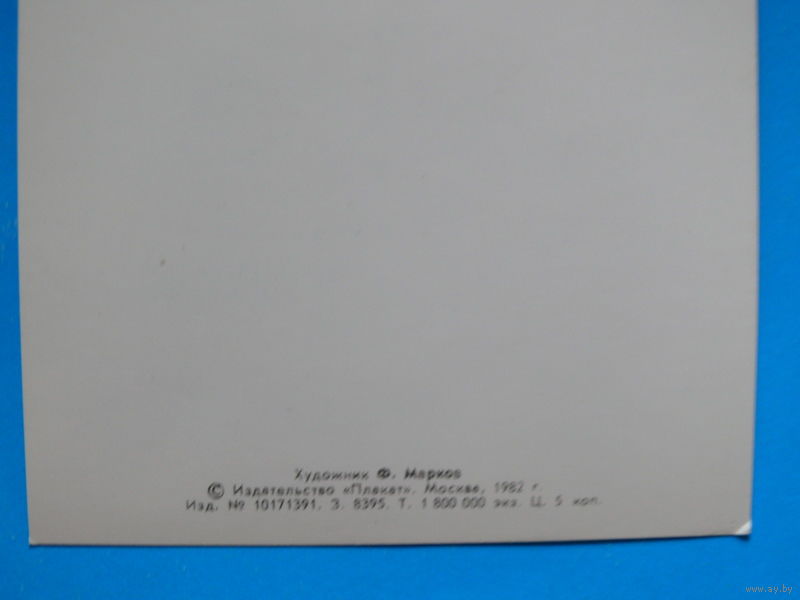 Художник Ф. Марков
© Издательство «Плакат». Москва, 1982 г.
Изд. № 10171391. З. 8395. Т. 1 800 000 экз. Ц. 5 коп.
www.ay.by